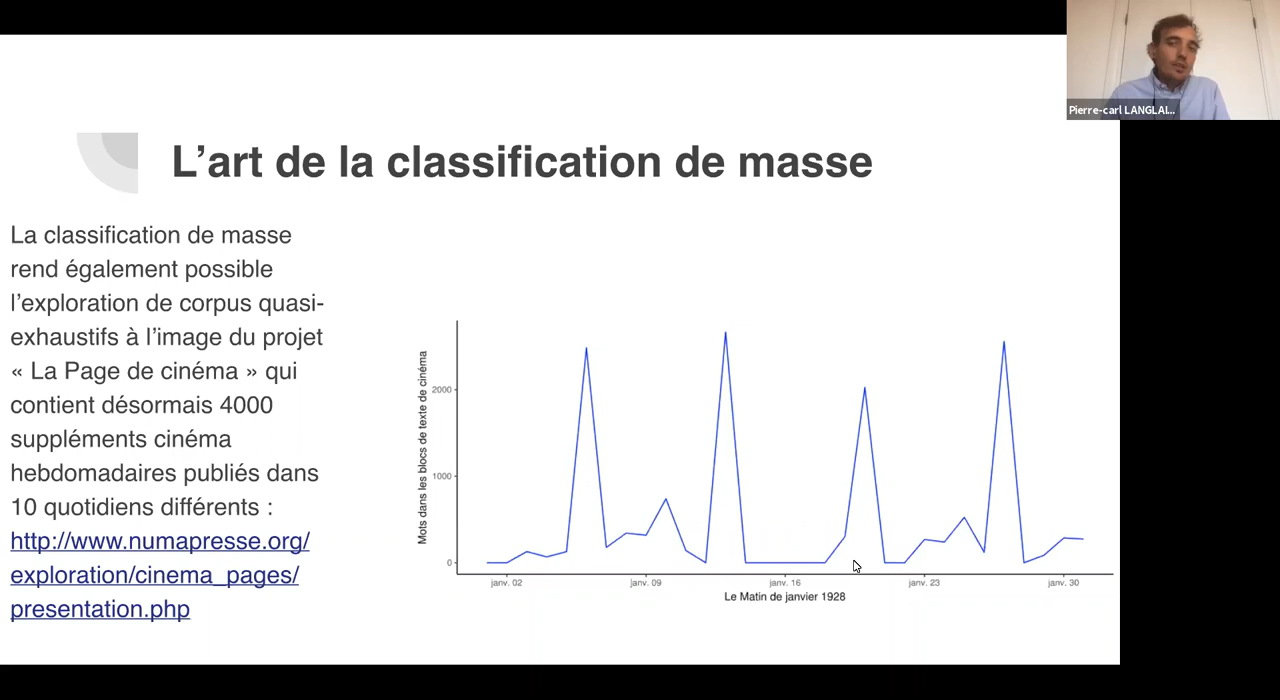 Pierre-carl LANGLAI...
L’art de la classification de masse
La classification de masse
rend également possible
l’exploration de corpus quasi-
exhaustifs à l’image du projet
« La Page de cinéma » qui
contient désormais 4000
suppléments cinéma
hebdomadaires publiés dans
10 quotidiens différents :
http://www.numapresse.org/
exploration/cinema_pages/
presentation.php
Mots dans les blocs de texte de cinéma
2000
1000
0
janv. 02
janv. 09
janv. 16
janv. 23
janv. 30
Le Matin de janvier 1928